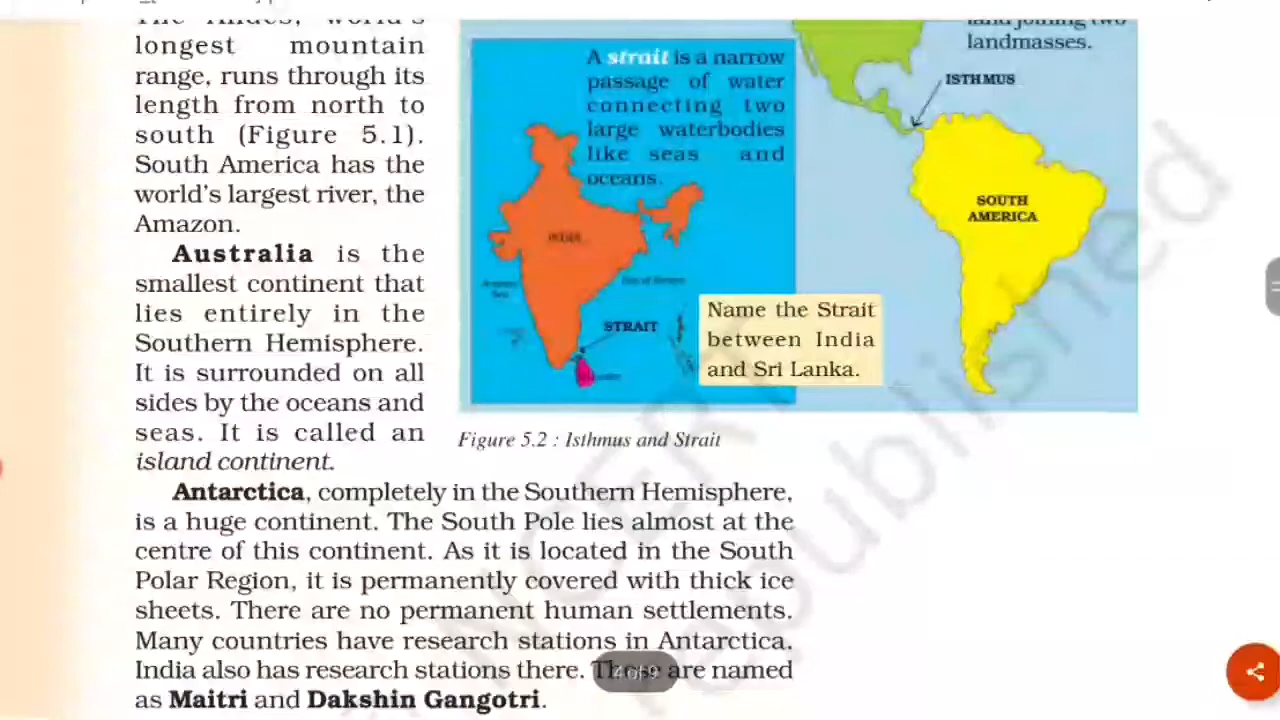 longest mountain
range, runs through its
length from north to
south (Figure 5.1).
South America has the
world's largest river, the
Amazon.
Australia is the
smallest continent that
lies entirely in the
Southern Hemisphere.
It is surrounded on all
sides by the oceans and
seas. It is called an
island continent.
A strait is a narrow
passage of water
connecting two
large waterbodies
like seas and
oceans.
INDIA
STRAIT
Name the Strait
between India
and Sri Lanka.
land joining two
landmasses.
ISTHMUS
SOUTH
AMERICA
Figure 5.2 : Isthmus and Strait
Antarctica, completely in the Southern Hemisphere,
is a huge continent. The South Pole lies almost at the
centre of this continent. As it is located in the South
Polar Region, it is permanently covered with thick ice
sheets. There are no permanent human settlements.
Many countries have research stations in Antarctica.
India also has research stations there. These are named
as Maitri and Dakshin Gangotri.
4 of 9